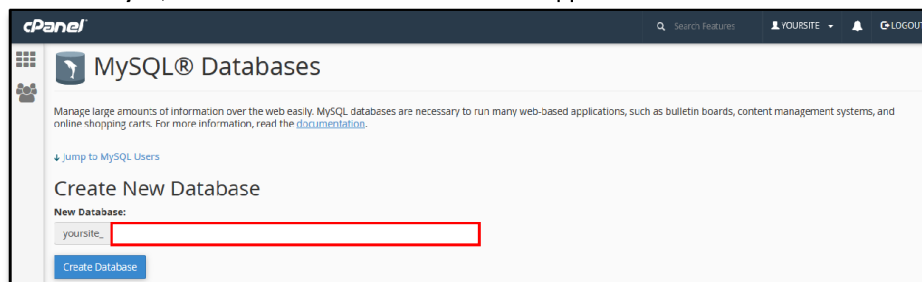 cPanel
Search Features
YOURSITE
LOGOUT
MySQL® Databases
Manage large amounts of information over the web easily. MySQL databases are necessary to run many web-based applications, such as bulletin boards, content management systems, and
online shopping carts. For more information, read the documentation.
Jump to MySQL Users
Create New Database
New Database:
yoursite_
Create Database